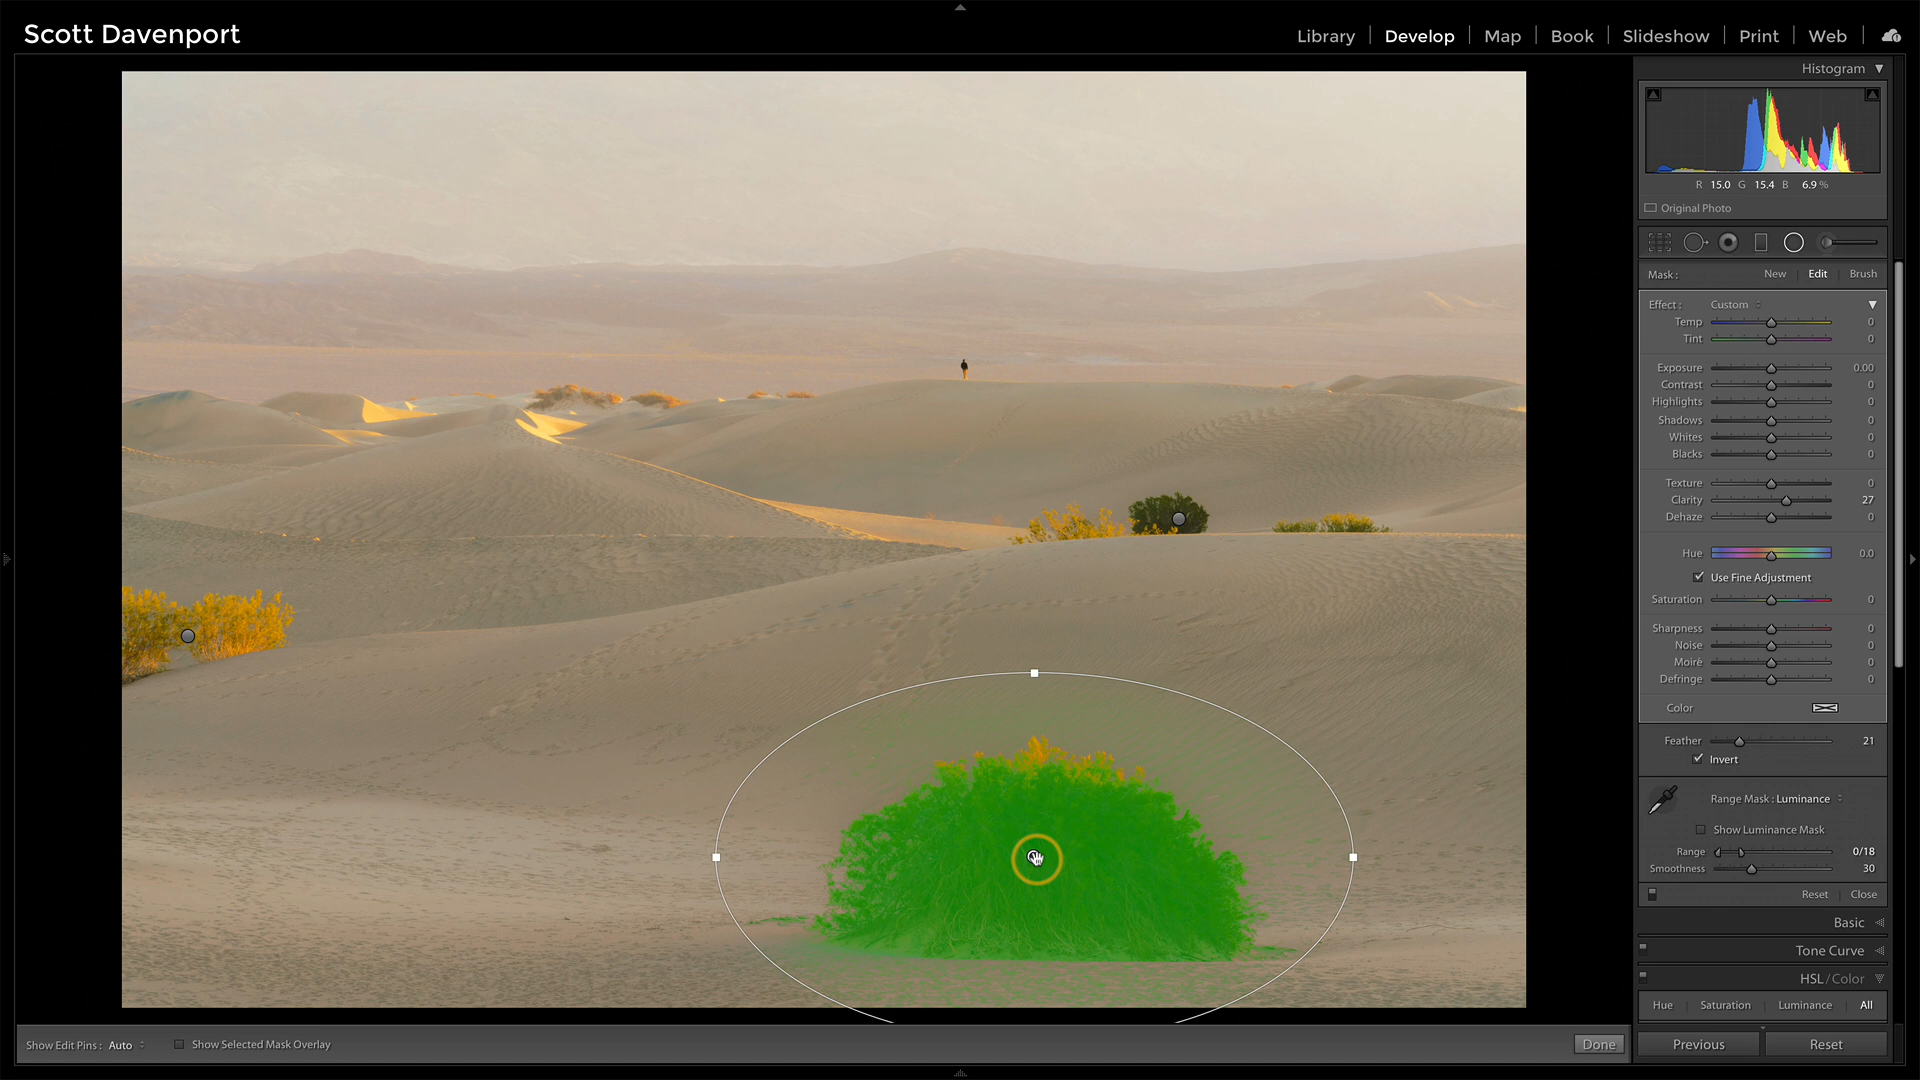 Scott Davenport
Library | Develop | Map | Book | Slideshow | Print | Web
Histogram
R 15.0 G 15.4 B 6.9 %
Original Photo
Mask : New Edit Brush
Effect : Custom
Temp 0
Tint 0
Exposure 0.00
Contrast 0
Highlights 0
Shadows 0
Whites 0
Blacks 0
Texture 0
Clarity 27
Dehaze 0
Hue 0.0
Use Fine Adjustment
Saturation 0
Sharpness 0
Noise 0
Moiré 0
Defringe 0
Color
Feather 21
Invert
Range Mask : Luminance
Show Luminance Mask
Range 0/18
Smoothness 30
Reset Close
Basic
Tone Curve
HSL / Color
Hue Saturation Luminance All
Show Edit Pins : Auto Show Selected Mask Overlay Done
Previous Reset